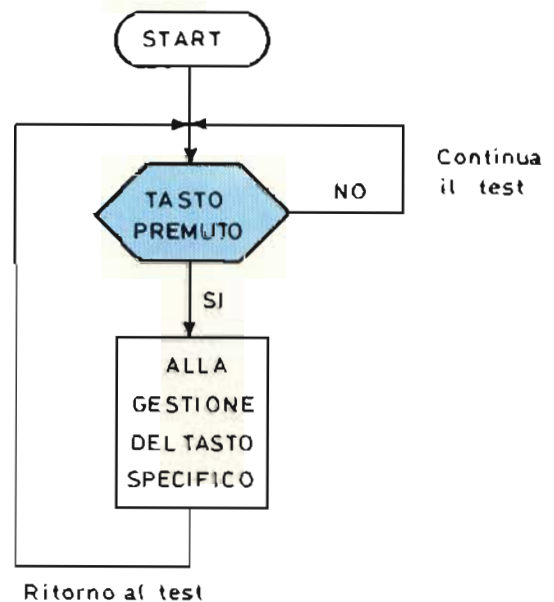 START
Continua
il test
NO
TASTO
PREMUTO
SI
ALLA
GESTIONE
DEL TASTO
SPECIFICO
Ritorno al test